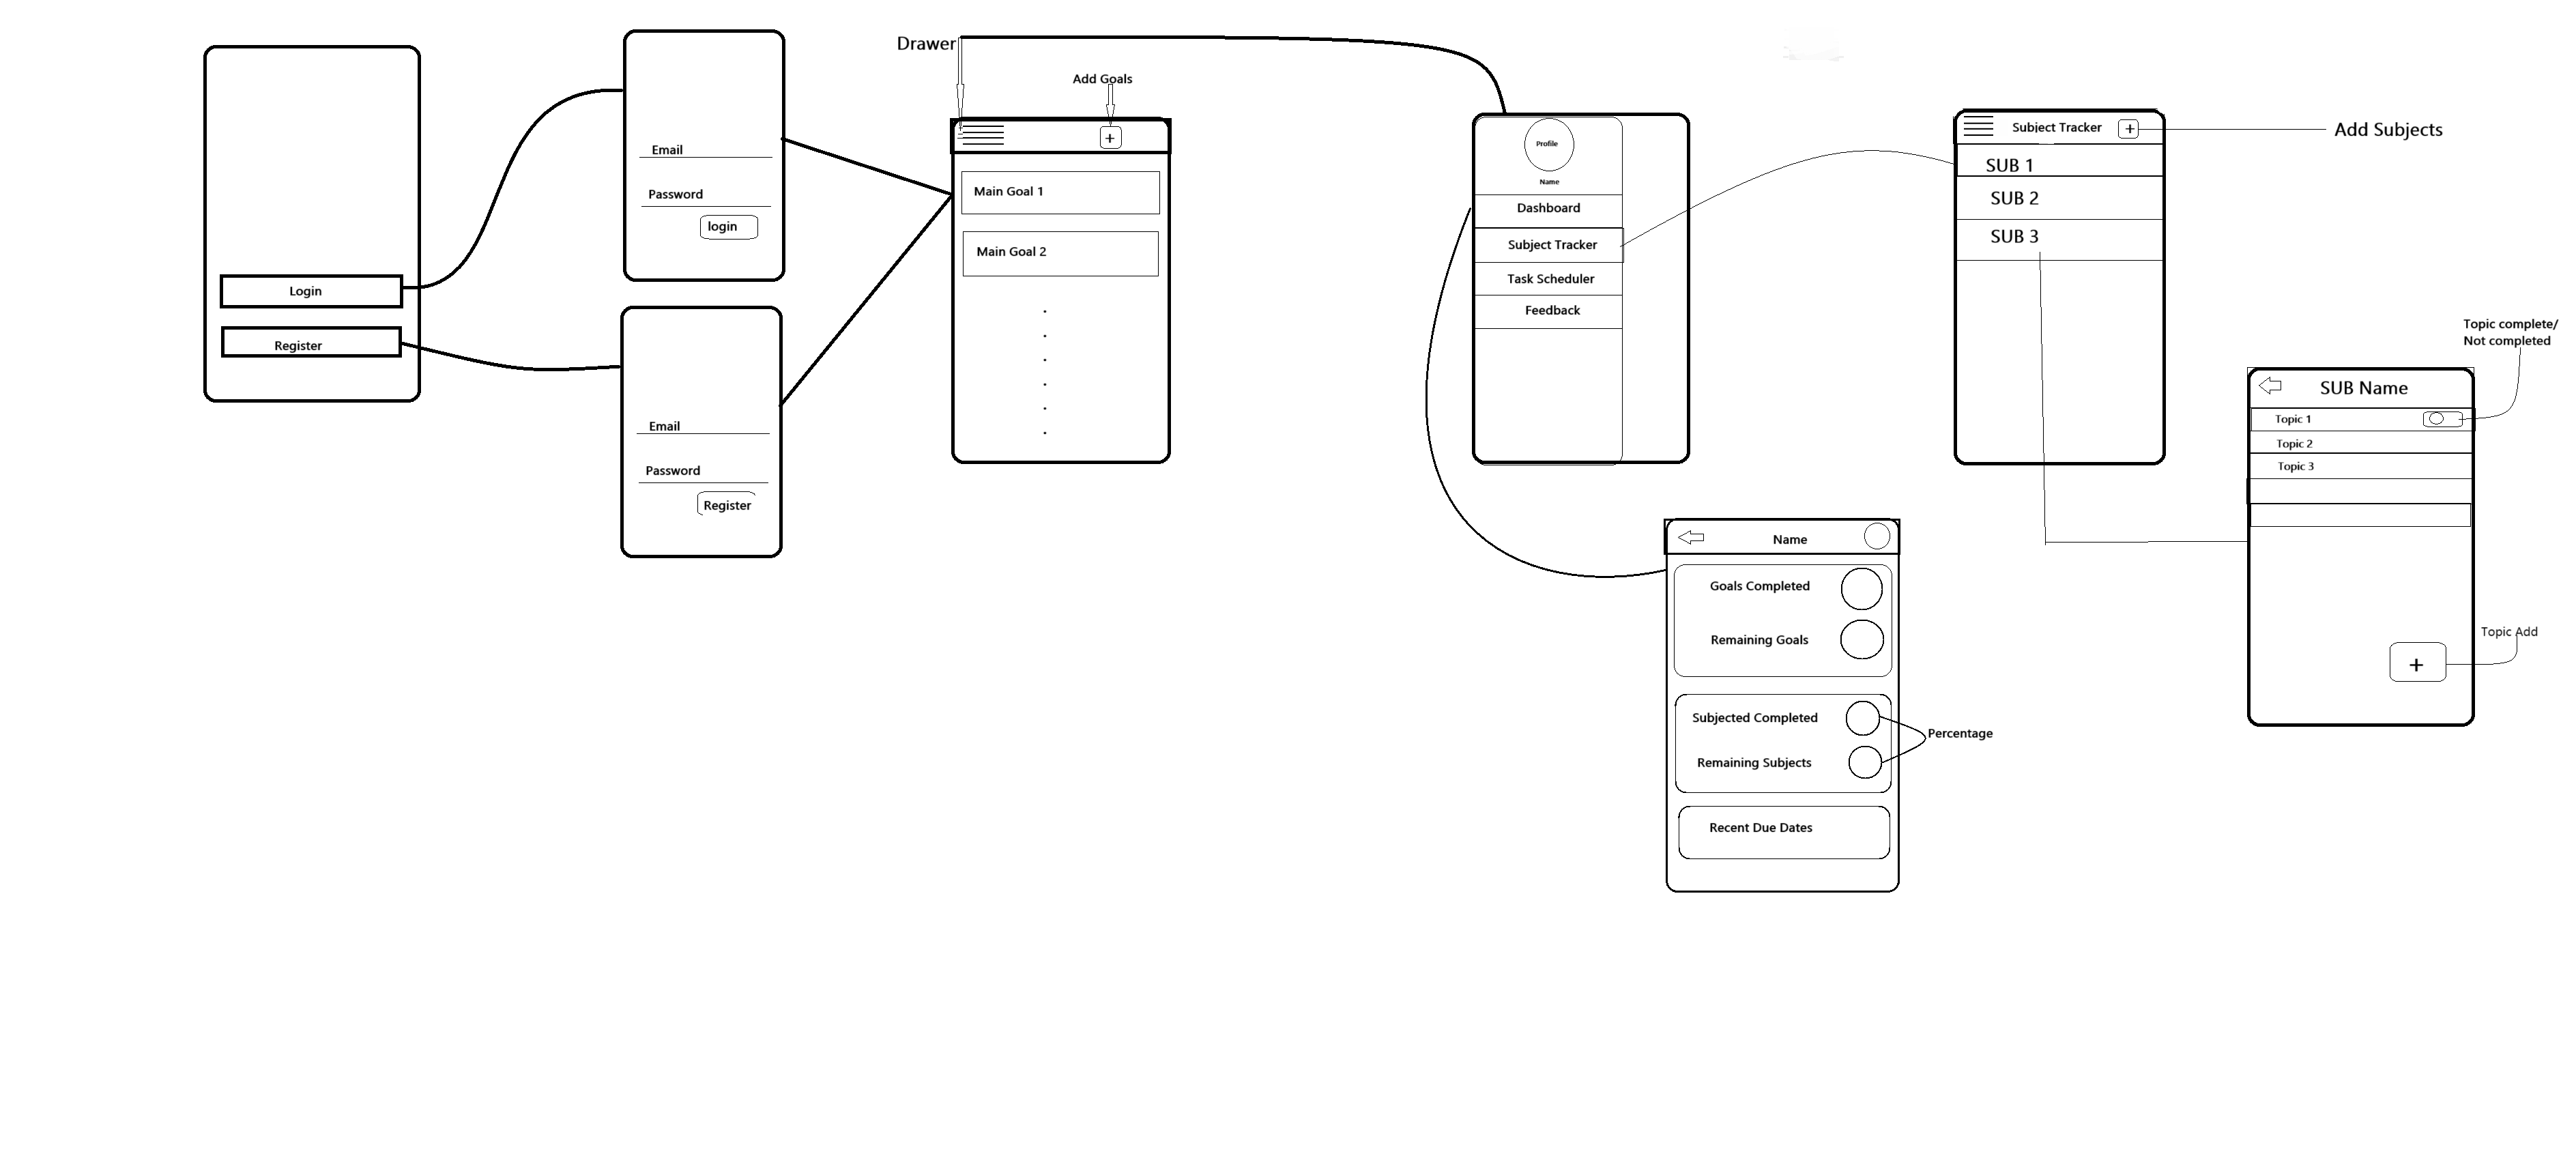 Login
Register
Email
Password
login
Email
Password
Register
Drawer
Add Goals
+
Main Goal 1
Main Goal 2
Profile
Name
Dashboard
Subject Tracker
Task Scheduler
Feedback
Subject Tracker
+
Add Subjects
SUB 1
SUB 2
SUB 3
Topic complete/
Not completed
SUB Name
Topic 1
Topic 2
Topic 3
Topic Add
+
Name
Goals Completed
Remaining Goals
Subjected Completed
Remaining Subjects
Percentage
Recent Due Dates